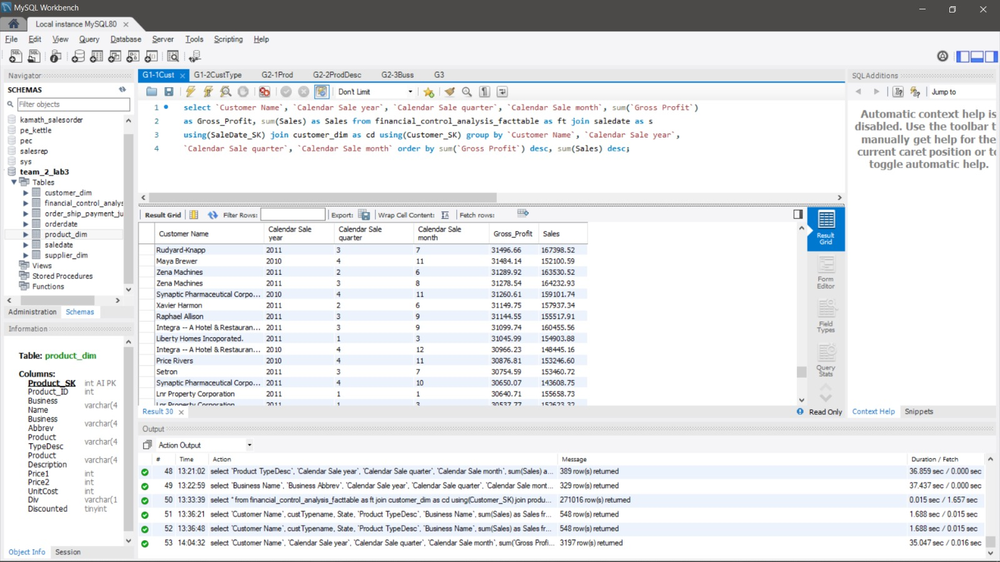 MySQL Workbench
Local instance MySQL80
File Edit View Query Database Server Tools Scripting Help
Navigator
SCHEMAS
Filter objects
kamath_salesorder
pe_kettle
pec
salesrep
sys
team_2_lab3
Tables
customer_dim
financial_control_analys
order_ship_payment_ju
orderdate
product_dim
saledate
supplier_dim
Views
Stored Procedures
Functions
Administration Schemas
Information
Table: product_dim
Columns:
Product_SK int AI PK
Product_ID int
Business Name varchar(4
Business Abbrev varchar(4
Product TypeDesc varchar(4
Product Description varchar(4
Price1 int
Price2 int
UnitCost int
Div varchar(1
Discounted tinyint
Object Info Session
G1-1Cust G1-2CustType G2-1Prod G2-2ProdDesc G2-3Buss G3
Don't Limit
1 select `Customer Name`, `Calendar Sale year`, `Calendar Sale quarter`, `Calendar Sale month`, sum(`Gross Profit`)
2 as Gross_Profit, sum(Sales) as Sales from financial_control_analysis_facttable as ft join saledate as s
3 using(SaleDate_SK) join customer_dim as cd using(Customer_SK) group by `Customer Name`, `Calendar Sale year`,
4 `Calendar Sale quarter`, `Calendar Sale month` order by sum(`Gross Profit`) desc, sum(Sales) desc;
Result Grid Filter Rows: Export: Wrap Cell Content: Fetch rows:
Customer Name Calendar Sale year Calendar Sale quarter Calendar Sale month Gross_Profit Sales
Rudyard-Knapp 2011 3 7 31496.66 167398.52
Maya Brewer 2010 4 11 31484.14 152100.59
Zena Machines 2011 2 6 31289.92 163530.52
Zena Machines 2011 3 8 31278.54 164232.93
Synaptic Pharmaceutical Corpo... 2010 4 11 31260.61 159101.74
Xavier Harmon 2011 2 6 31149.75 157937.34
Raphael Allison 2011 3 9 31144.55 155517.91
Integra -- A Hotel & Restauran... 2011 3 9 31099.74 160455.56
Liberty Homes Incoporated. 2011 1 3 31045.99 154903.88
Integra -- A Hotel & Restauran... 2010 4 12 30966.23 148445.16
Price Rivers 2010 4 11 30876.81 153246.60
Setron 2011 3 7 30754.59 153460.72
Synaptic Pharmaceutical Corpo... 2011 4 10 30650.07 143608.75
Lnr Property Corporation 2011 1 1 30640.71 155658.73
Lnr Property Corporation 2011 1 3 30537.77 152623.32
Result Grid
Form Editor
Field Types
Query Stats
Result 30
Read Only
SQLAdditions
Jump to
Automatic context help is
disabled. Use the toolbar t
manually get help for the
current caret position or to
toggle automatic help.
Context Help Snippets
Output
Action Output
# Time Action Message Duration / Fetch
48 13:21:02 select `Product TypeDesc`, `Calendar Sale year`, `Calendar Sale quarter`, `Calendar Sale month`, sum(Sales) a... 389 row(s) returned 36.859 sec / 0.000 sec
49 13:22:59 select `Business Name`, `Business Abbrev`, `Calendar Sale year`, `Calendar Sale quarter`, `Calendar Sale mont... 329 row(s) returned 37.437 sec / 0.000 sec
50 13:33:39 select * from financial_control_analysis_facttable as ft join customer_dim as cd using(Customer_SK) join produ... 271016 row(s) returned 0.015 sec / 1.657 sec
51 13:36:21 select `Customer Name`, custTypename, State, `Product TypeDesc`, `Business Name`, sum(Sales) as Sales fr... 548 row(s) returned 1.688 sec / 0.015 sec
52 13:36:48 select `Customer Name`, custTypename, State, `Product TypeDesc`, `Business Name`, sum(Sales) as Sales fr... 548 row(s) returned 1.688 sec / 0.015 sec
53 14:04:32 select `Customer Name`, `Calendar Sale year`, `Calendar Sale quarter`, `Calendar Sale month`, sum(`Gross Profi... 3197 row(s) returned 35.047 sec / 0.016 sec